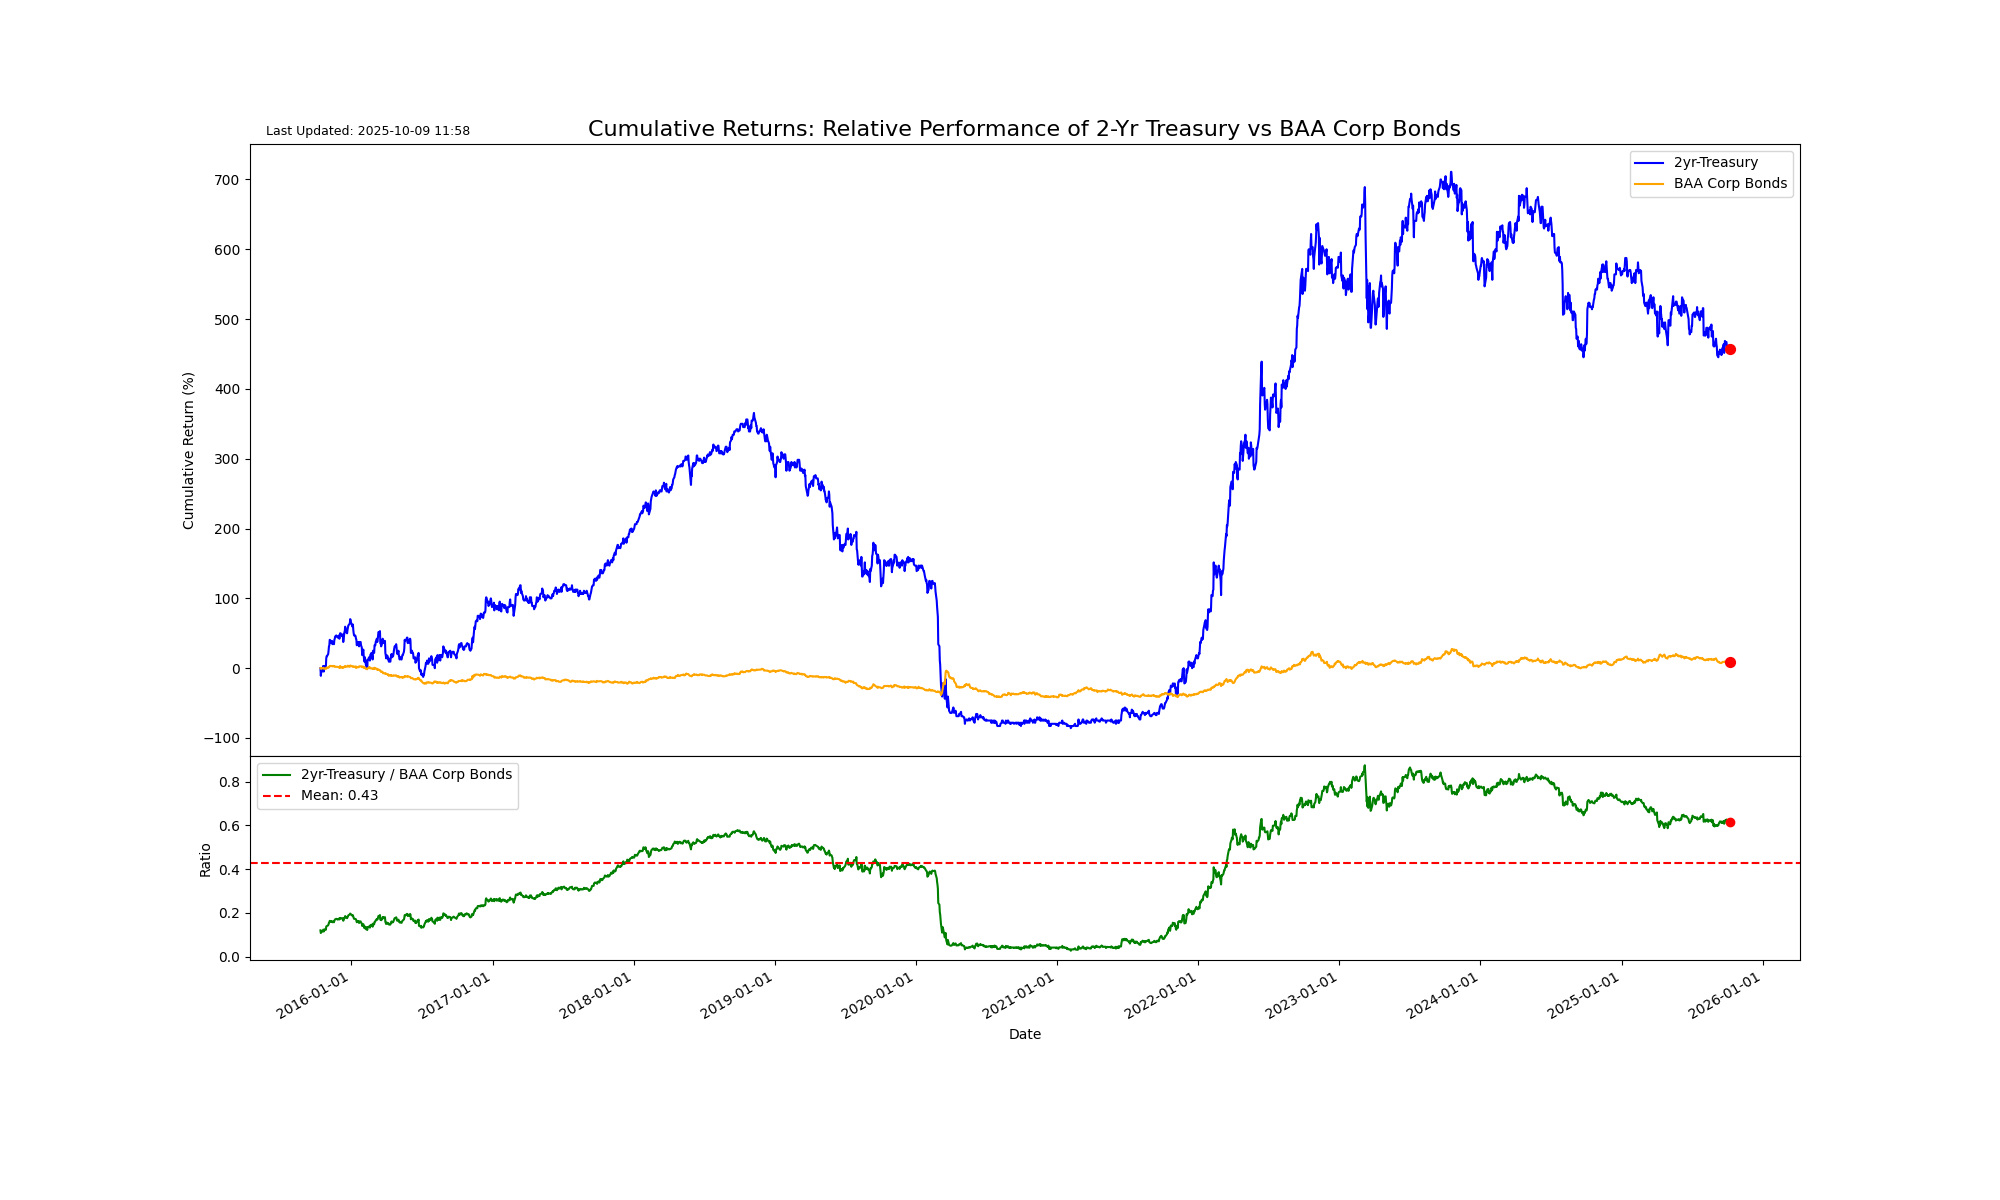 Last Updated: 2025-10-09 11:58
Cumulative Returns: Relative Performance of 2-Yr Treasury vs BAA Corp Bonds
2yr-Treasury
BAA Corp Bonds
700
600
500
400
300
200
100
0
−100
Cumulative Return (%)
2yr-Treasury / BAA Corp Bonds
Mean: 0.43
0.8
0.6
0.4
0.2
0.0
Ratio
2016-01-01
2017-01-01
2018-01-01
2019-01-01
2020-01-01
2021-01-01
2022-01-01
2023-01-01
2024-01-01
2025-01-01
2026-01-01
Date